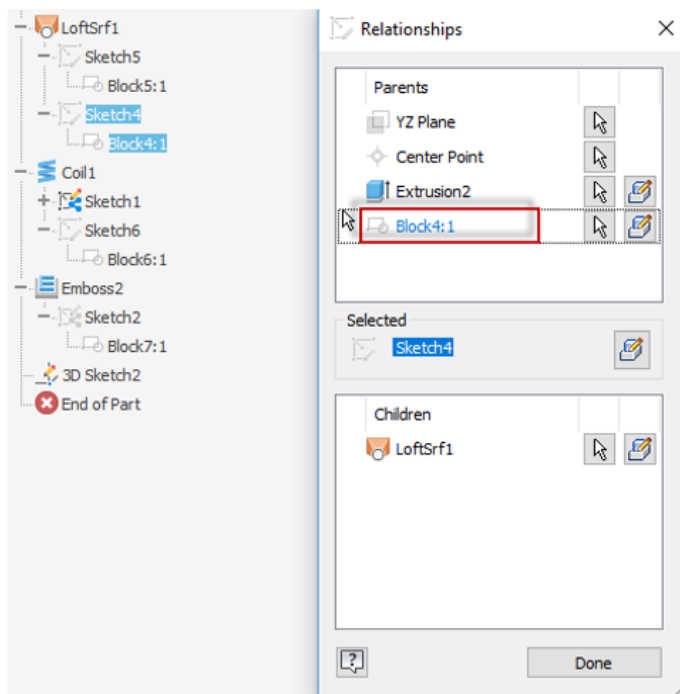 LoftSrf1
Sketch5
Block5:1
Sketch4
Block4:1
Coil1
Sketch1
Sketch6
Block6:1
Emboss2
Sketch2
Block7:1
3D Sketch2
End of Part
Relationships
Parents
YZ Plane
Center Point
Extrusion2
Block4:1
Selected
Sketch4
Children
LoftSrf1
Done